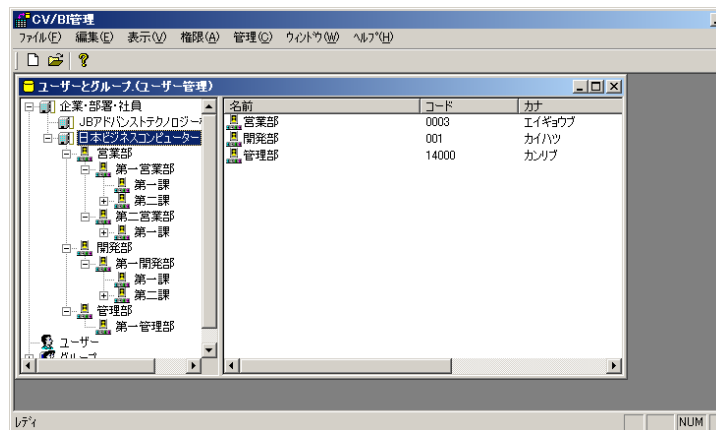 CV/BI管理
ファイル(F) 編集(E) 表示(V) 権限(A) 管理(C) ウィンドウ(W) ヘルプ(H)
ユーザーとグループ.(ユーザー管理)
企業・部署・社員
JBアドバンストテクノロジー
日本ビジネスコンピューター
営業部
第一営業部
第一課
第二課
第二営業部
第一課
開発部
第一開発部
第一課
第二課
管理部
第一管理部
ユーザー
グループ
名前 コード カナ
営業部 0003 エイギョウブ
開発部 001 カイハツ
管理部 14000 カンリブ
レディ NUM